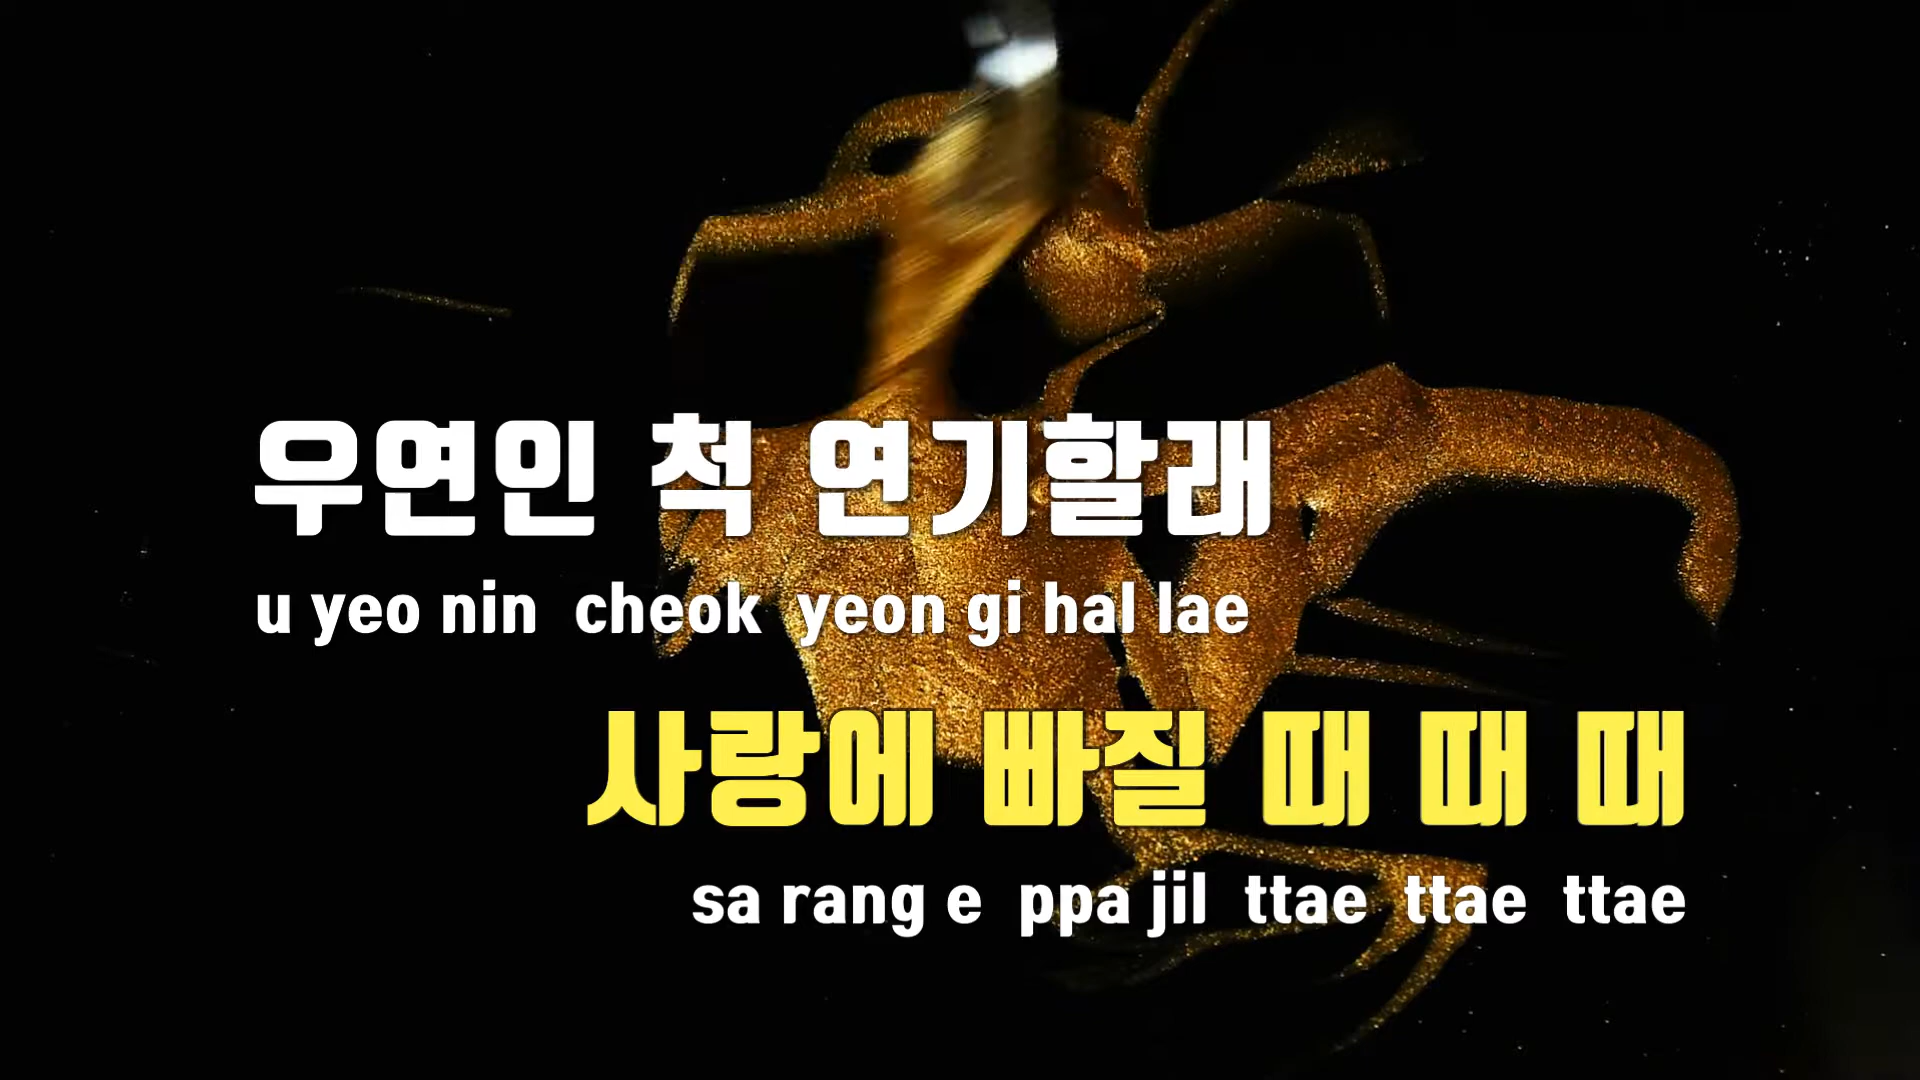 우연인 척 연기할래
u yeo nin cheok yeon gi hal lae
사랑에 빠질 때 때 때
sa rang e ppa jil ttae ttae ttae